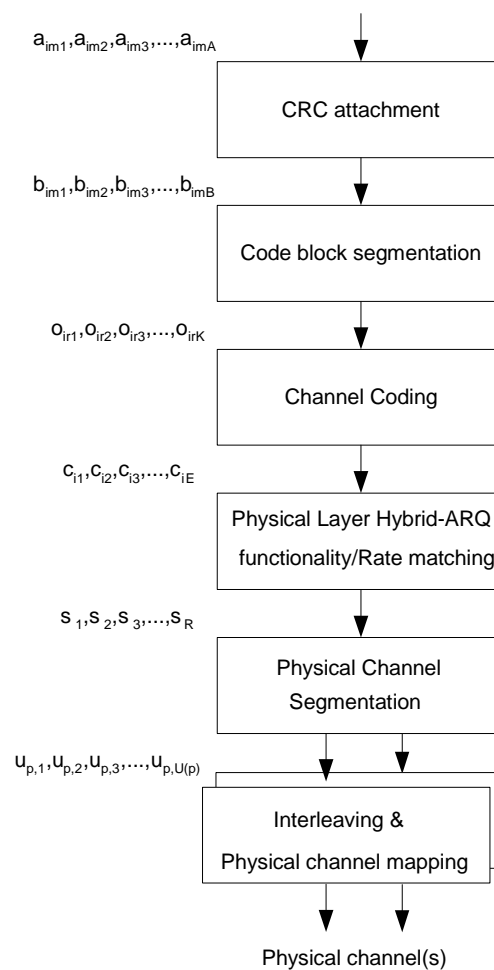 a_im1,a_im2,a_im3,...,a_imA
CRC attachment
b_im1,b_im2,b_im3,...,b_imB
Code block segmentation
o_ir1,o_ir2,o_ir3,...,o_irK
Channel Coding
c_i1,c_i2,c_i3,...,c_iE
Physical Layer Hybrid-ARQ
functionality/Rate matching
s_1,s_2,s_3,...,s_R
Physical Channel
Segmentation
u_p,1,u_p,2,u_p,3,...,u_p,U(p)
Interleaving &
Physical channel mapping
Physical channel(s)